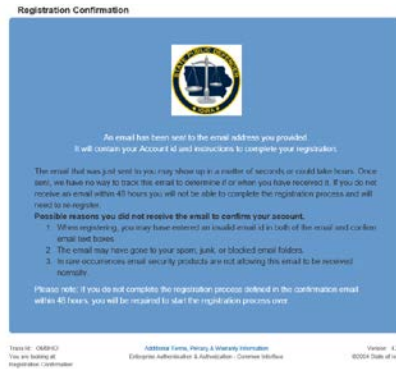 Registration Confirmation
STATE PUBLIC DEFENDER
IOWA
An email has been sent to the email address you provided.
It will contain your Account id and instructions to complete your registration.
The email that was just sent to you may show up in a matter of seconds or could take hours. Once
sent, we have no way to track this email to determine if or when you have received it. If you do not
receive an email within 48 hours you will not be able to complete the registration process and will
need to re-register.
Possible reasons you did not receive the email to confirm your account.
1. When registering, you may have entered an invalid email id in both of the email and confirm
email text boxes.
2. The email may have gone to your spam, junk, or blocked email folders.
3. In rare occurrences email security products are not allowing this email to be received
normally.
Please note: If you do not complete the registration process defined in the confirmation email
within 48 hours, you will be required to start the registration process over.
Trace Id:
You are looking at:
Registration Confirmation
Additional Terms, Privacy & Warranty Information
Enterprise Authentication & Authorization - Common Interface
Version:
©2004 State of